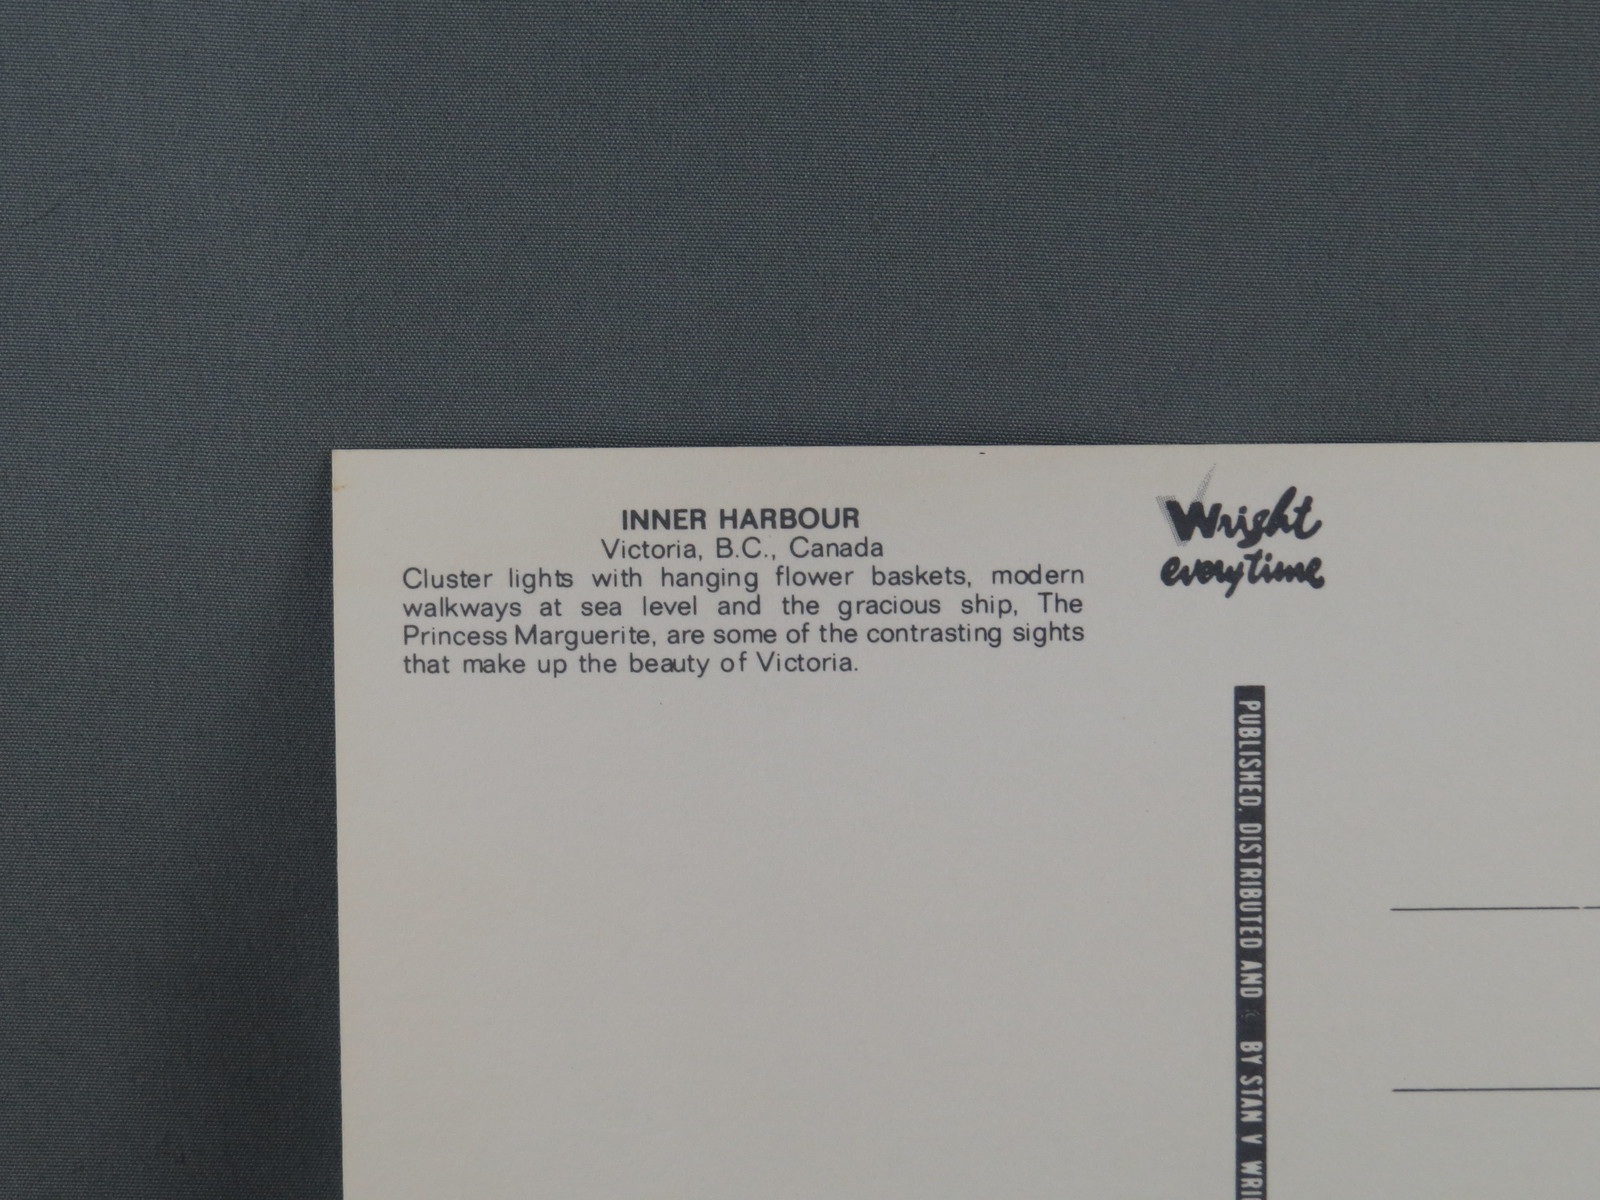 INNER HARBOUR
Victoria, B.C., Canada
Cluster lights with hanging flower baskets, modern
walkways at sea level and the gracious ship, The
Princess Marguerite, are some of the contrasting sights
that make up the beauty of Victoria.
Wright
everytime
PUBLISHED, DISTRIBUTED AND BY STAN V